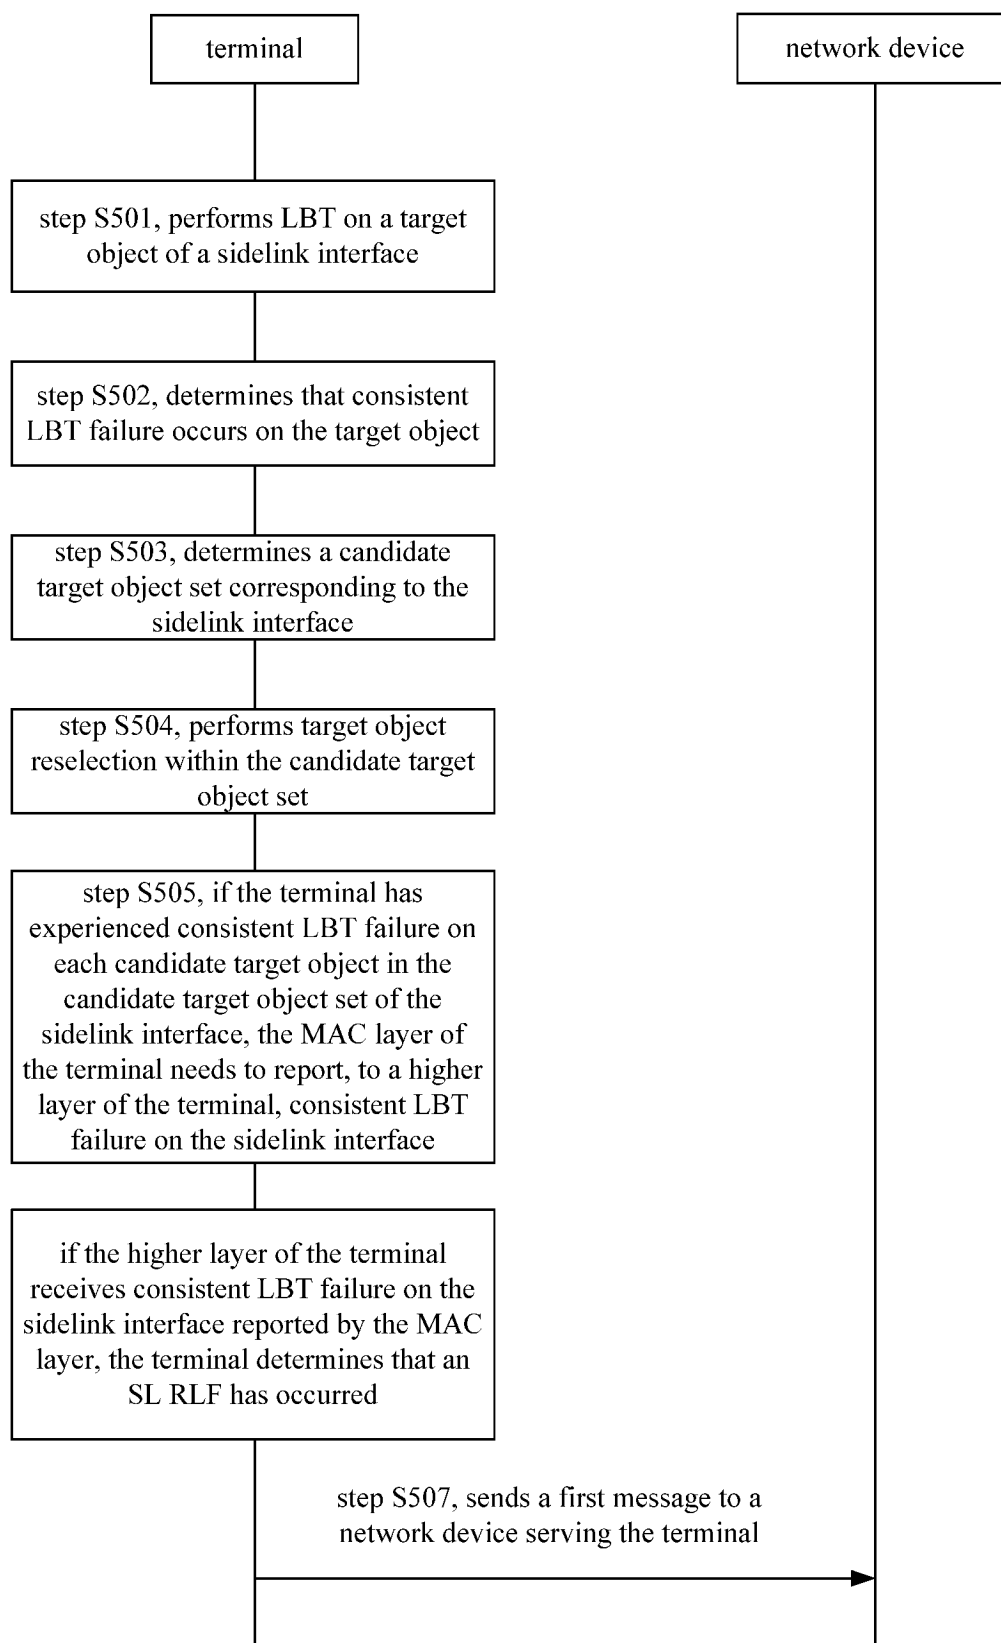 terminal
network device
step S501, performs LBT on a target
object of a sidelink interface
step S502, determines that consistent
LBT failure occurs on the target object
step S503, determines a candidate
target object set corresponding to the
sidelink interface
step S504, performs target object
reselection within the candidate target
object set
step S505, if the terminal has
experienced consistent LBT failure on
each candidate target object in the
candidate target object set of the
sidelink interface, the MAC layer of
the terminal needs to report, to a higher
layer of the terminal, consistent LBT
failure on the sidelink interface
if the higher layer of the terminal
receives consistent LBT failure on the
sidelink interface reported by the MAC
layer, the terminal determines that an
SL RLF has occurred
step S507, sends a first message to a
network device serving the terminal